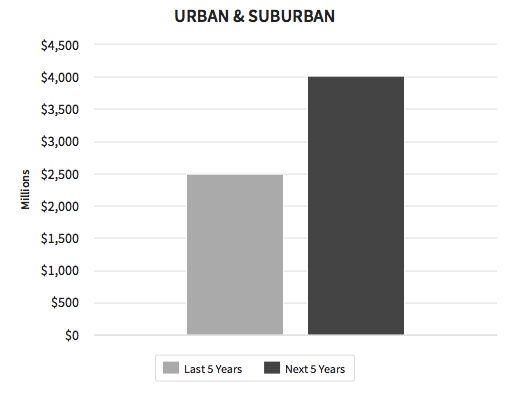 URBAN & SUBURBAN
$4,500
$4,000
$3,500
$3,000
$2,500
$2,000
$1,500
$1,000
$500
$0
Millions
Last 5 Years
Next 5 Years